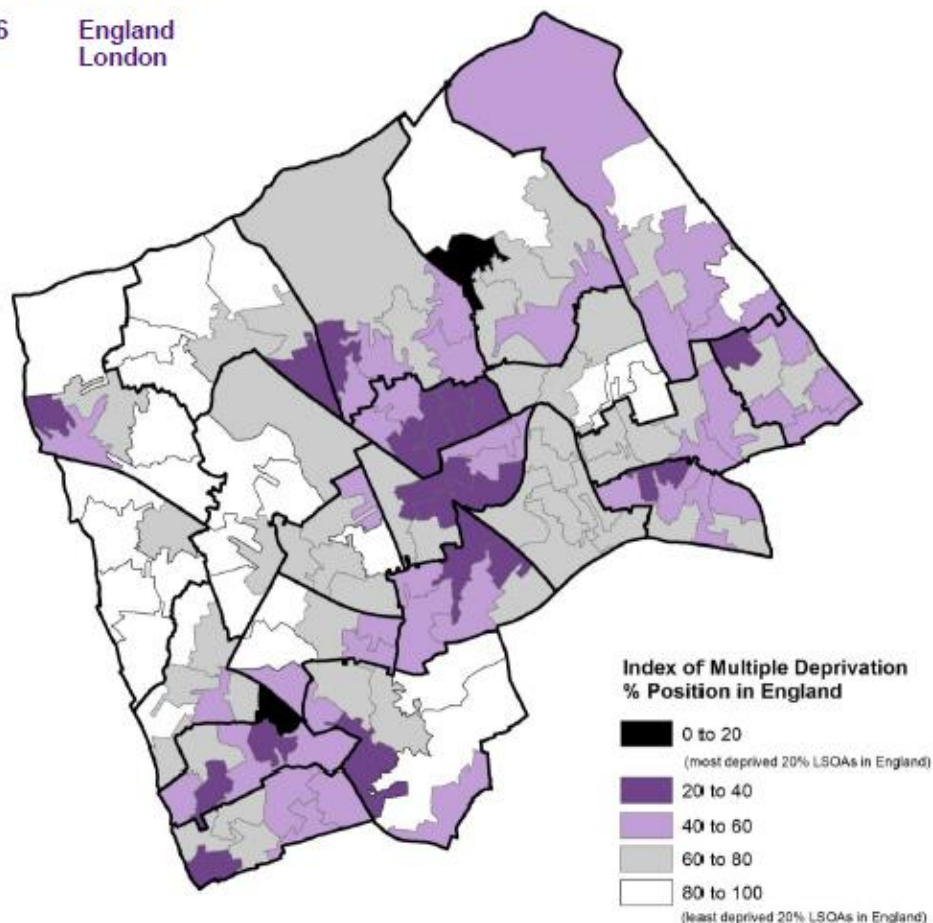 6 England
London
Index of Multiple Deprivation
% Position in England
0 to 20
(most deprived 20% LSOAs in England)
20 to 40
40 to 60
60 to 80
80 to 100
(least deprived 20% LSOAs in England)